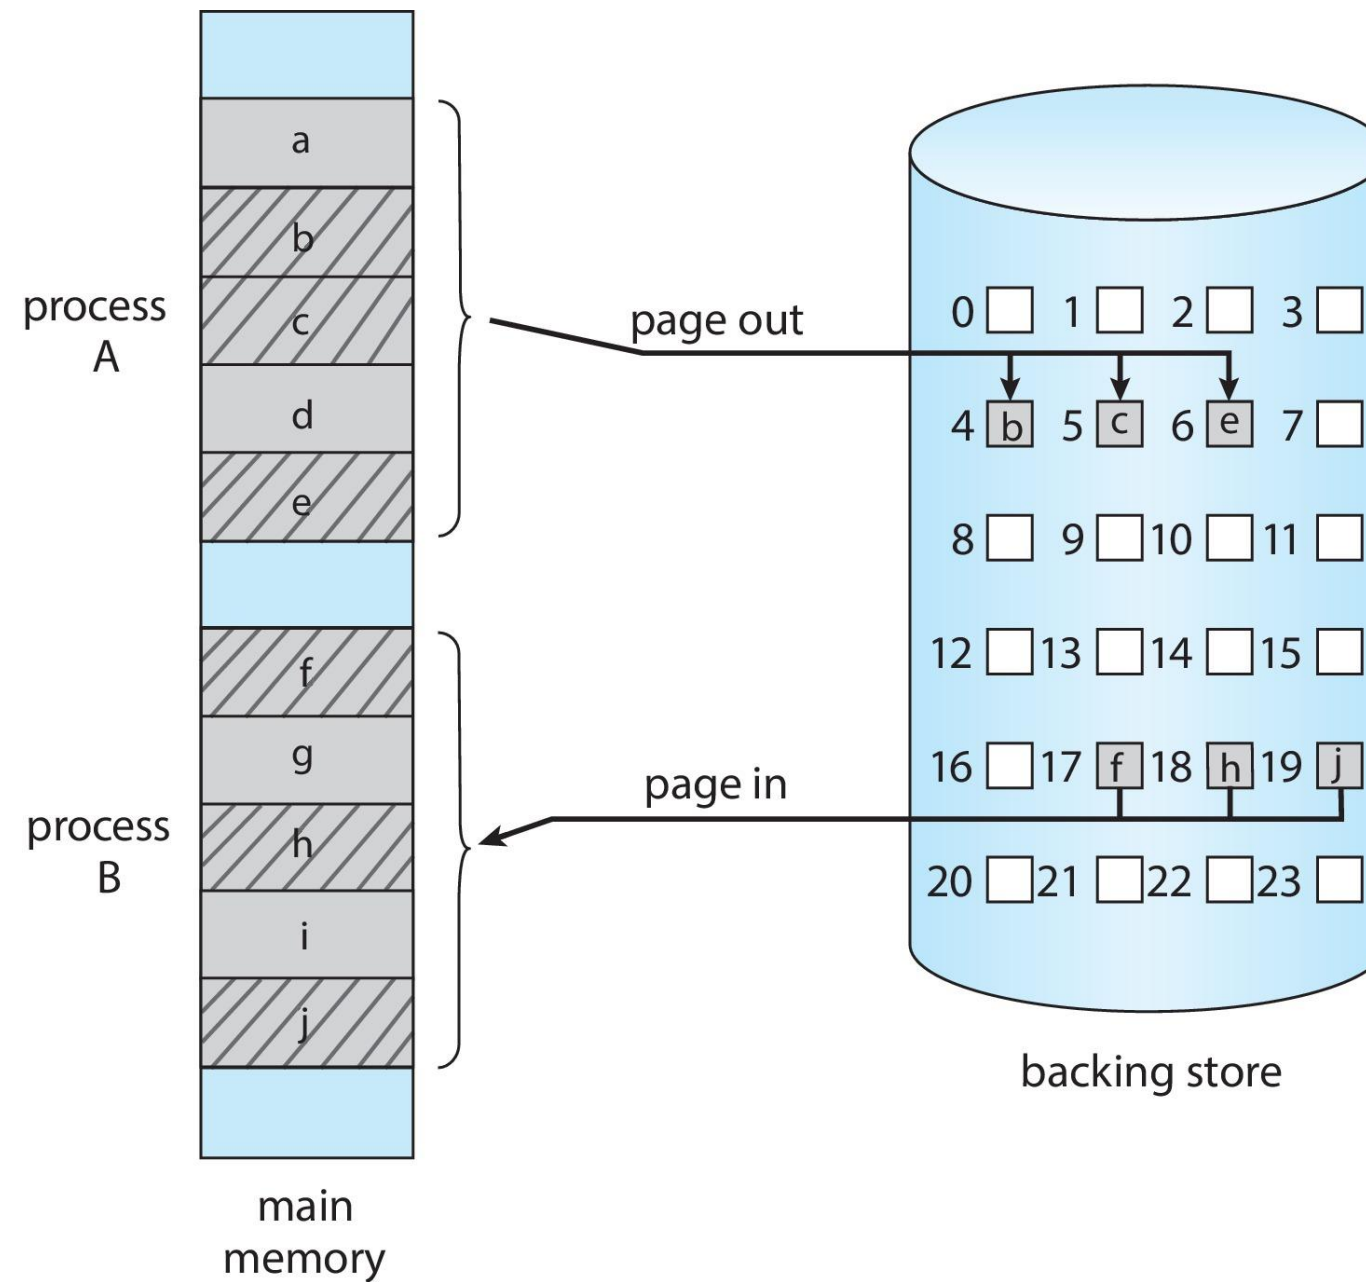 a
b
c
d
e
process
A
f
g
h
i
j
process
B
main
memory
page out
page in
0 1 2 3
4 b 5 c 6 e 7
8 9 10 11
12 13 14 15
16 17 f 18 h 19 j
20 21 22 23
backing store